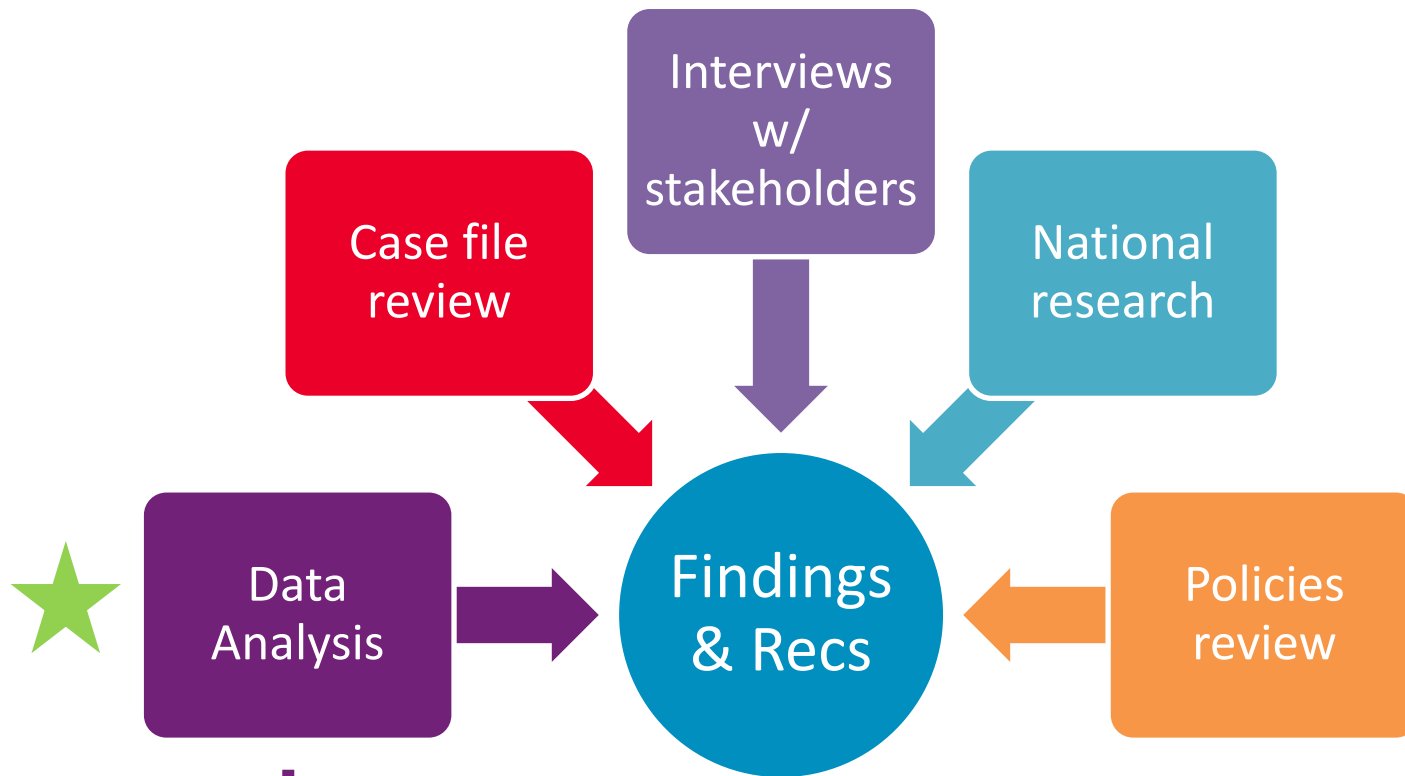 Interviews
w/
stakeholders
Case file
review
National
research
Data
Analysis
Findings
& Recs
Policies
review